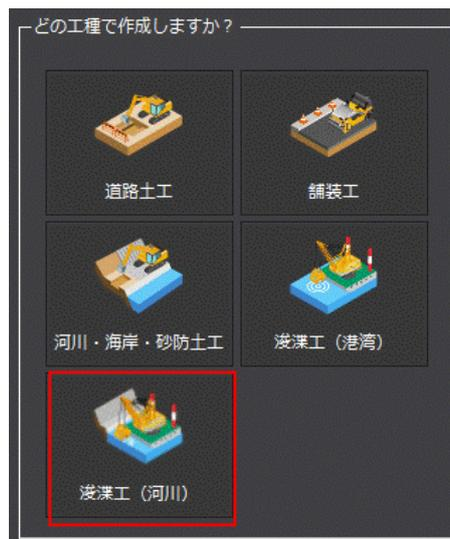 どの工種で作成しますか？
道路土工
舗装工
河川・海岸・砂防土工
浚渫工（港湾）
浚渫工（河川）